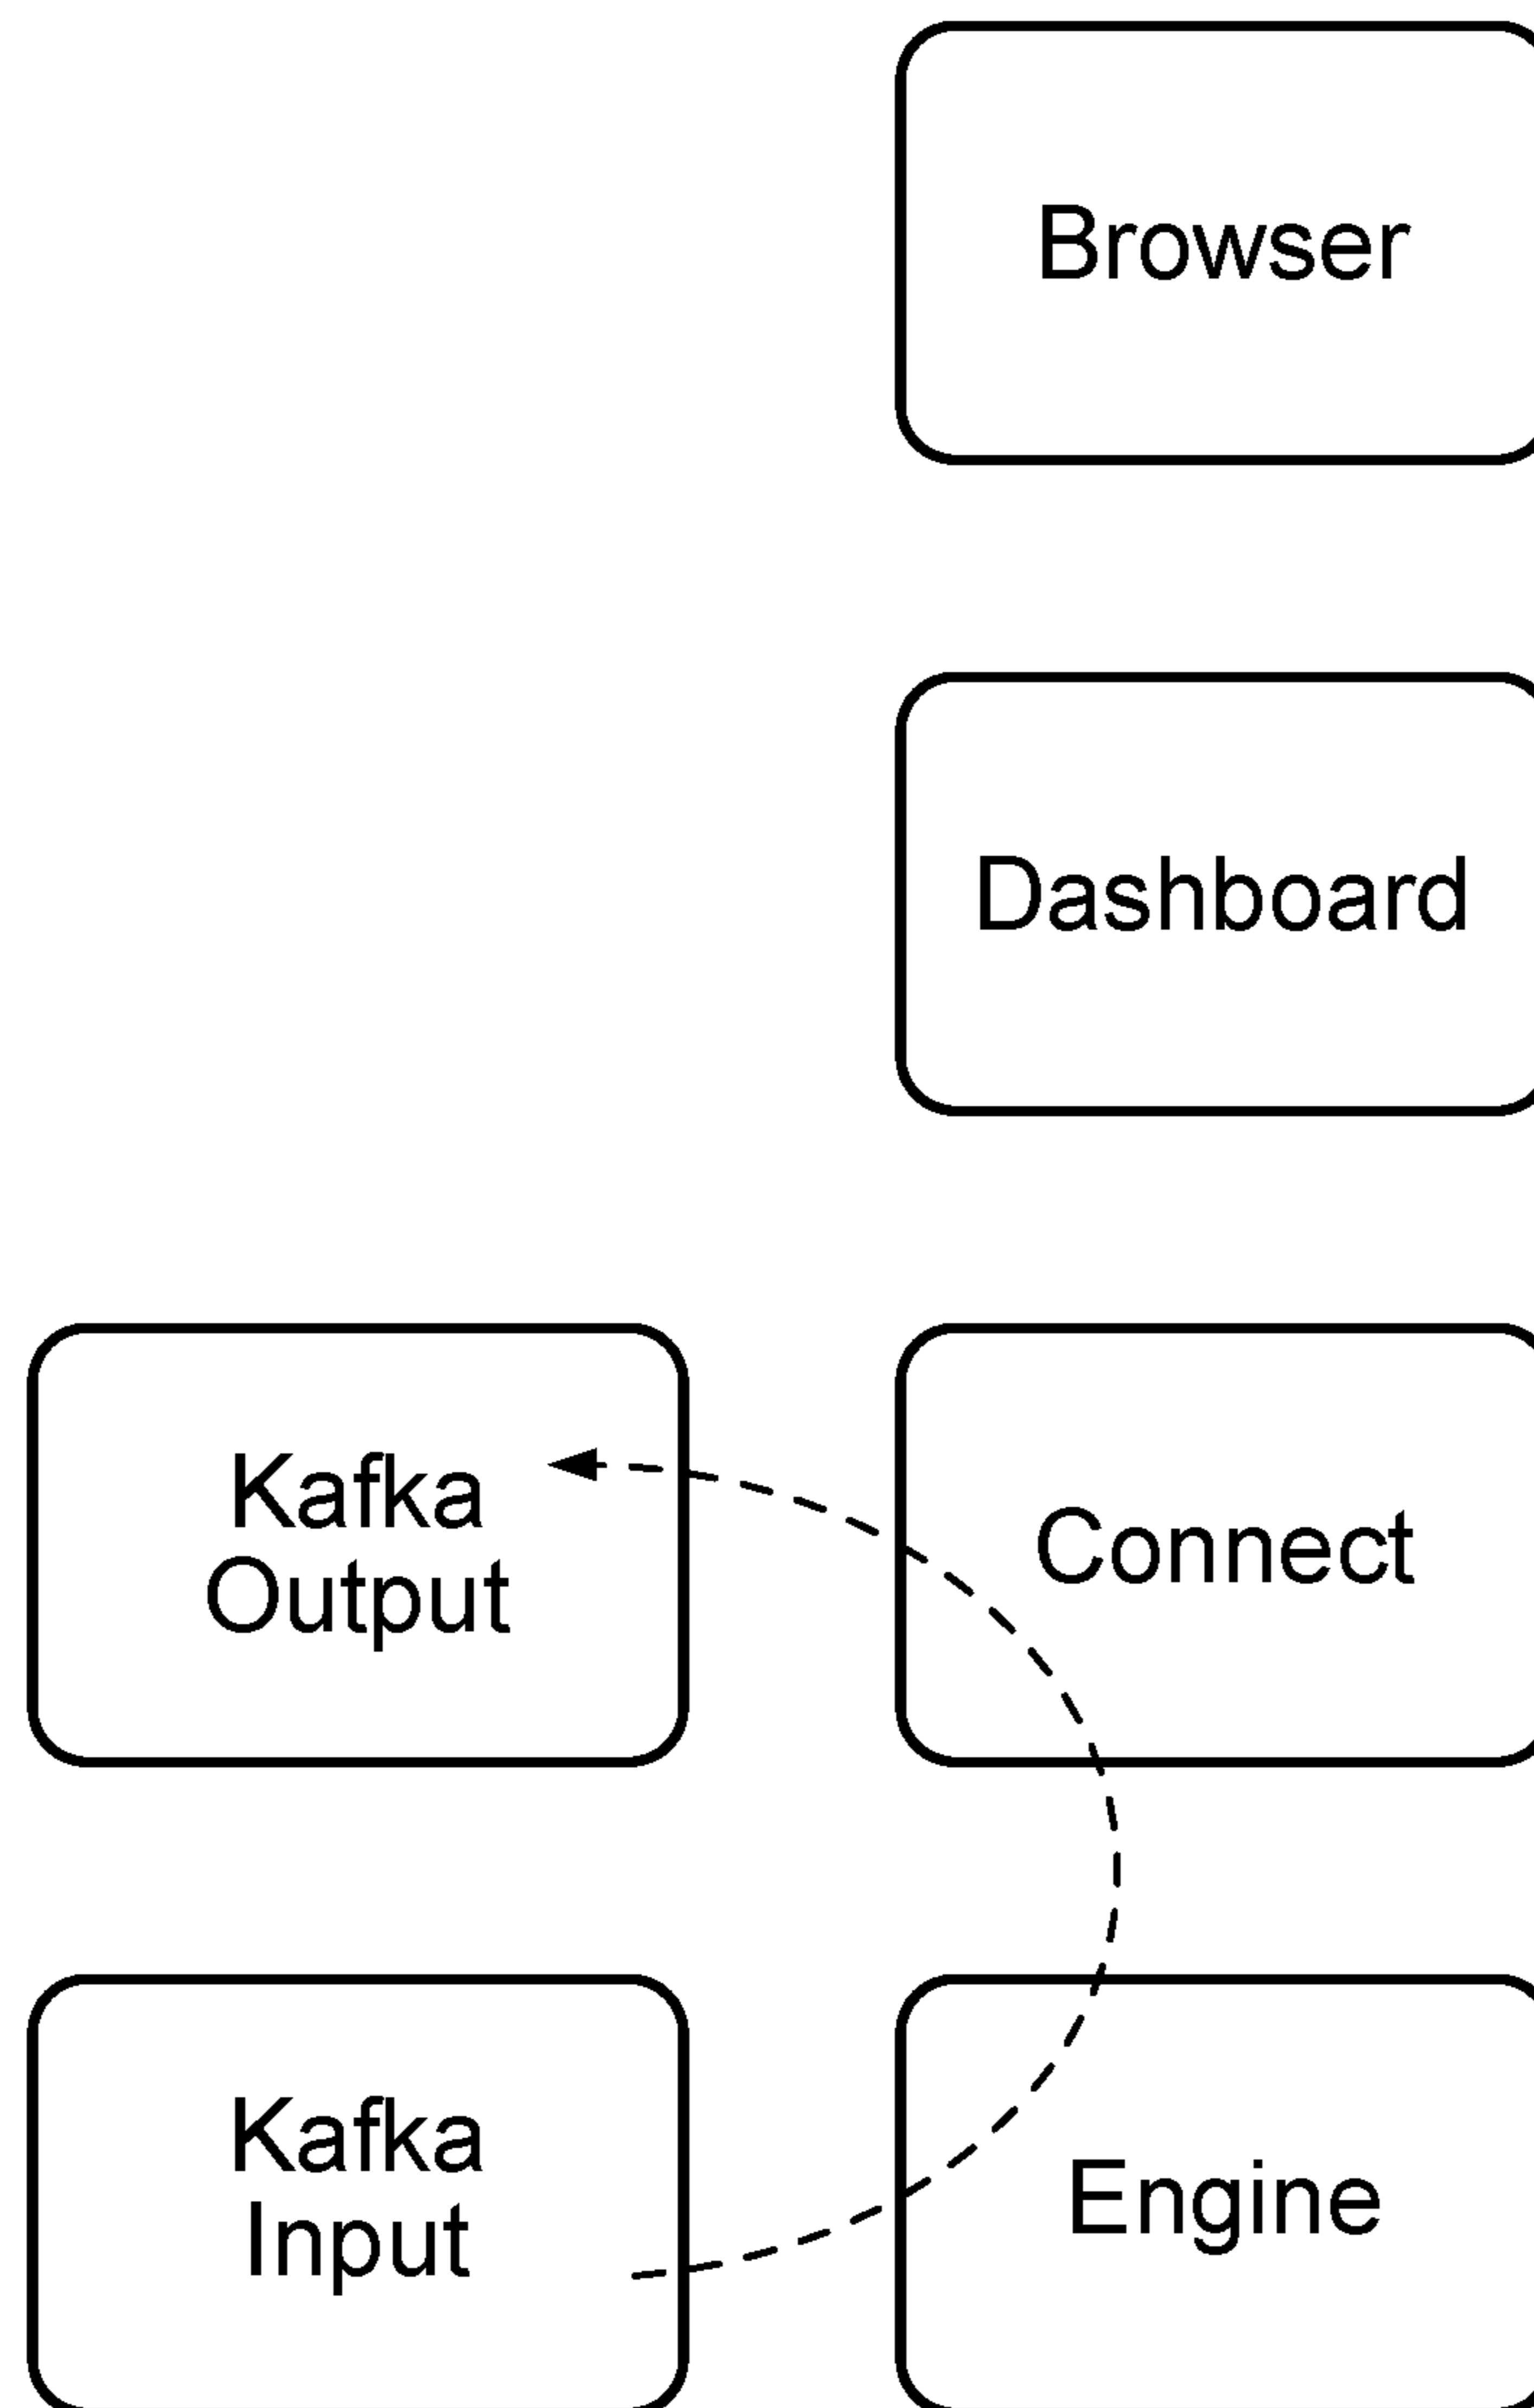 Browser
Dashboard
Kafka
Output
Connect
Kafka
Input
Engine